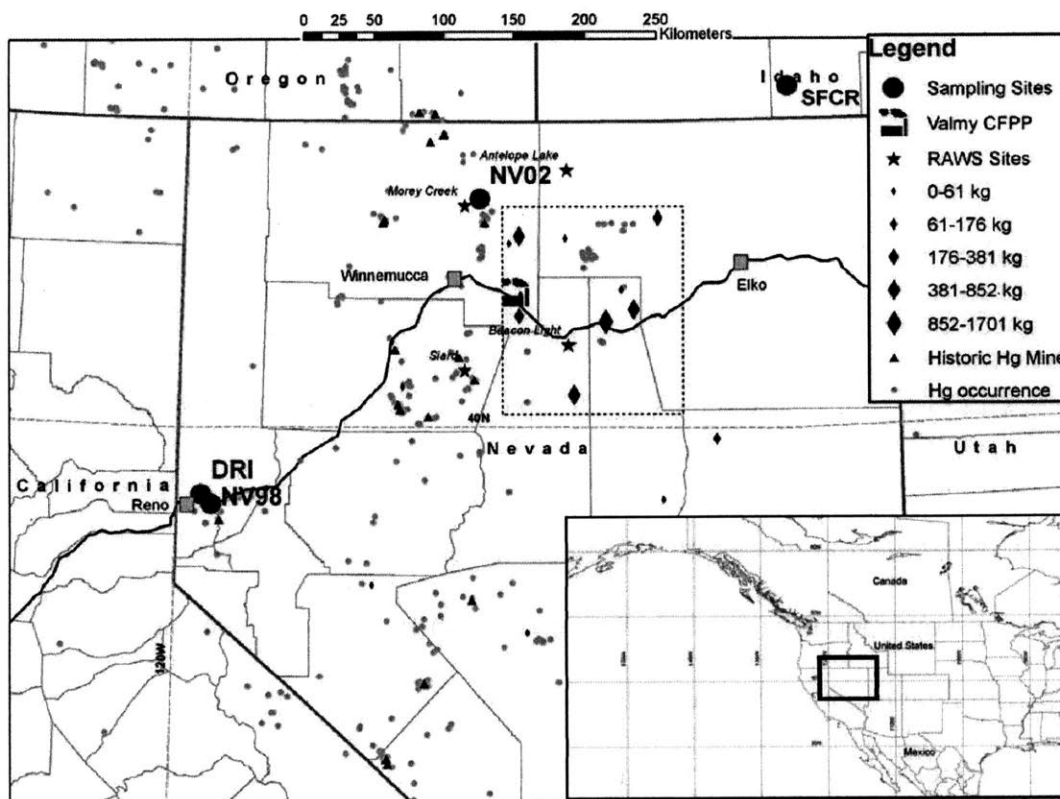 0 25 50 100 150 200 250
Kilometers
Legend
Sampling Sites
Valmy CFPP
RAWS Sites
0-61 kg
61-176 kg
176-381 kg
381-852 kg
852-1701 kg
Historic Hg Mine
Hg occurrence
Oregon
Idaho
SFCR
Antelope Lake
NV02
Morey Creek
Winnemucca
Elko
Beacon Light
Siard
40N
Nevada
Utah
California
DRI
NV98
Reno
120W
Canada
United States
Mexico